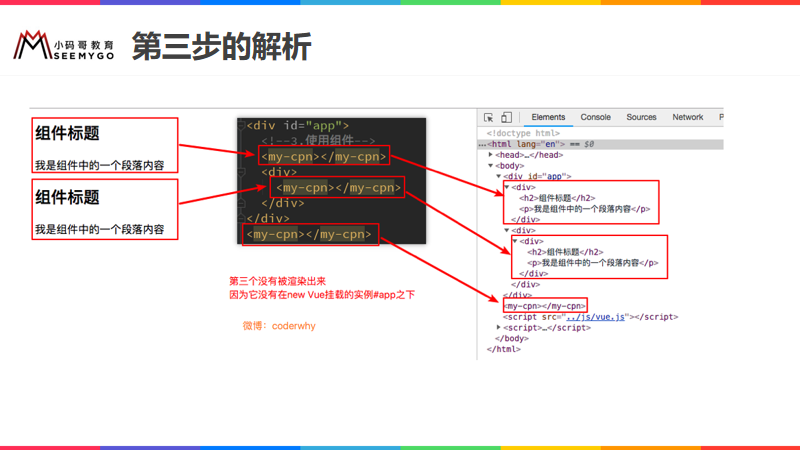 小码哥教育
SEEMYGO
第三步的解析
组件标题
我是组件中的一个段落内容
组件标题
我是组件中的一个段落内容
<div id="app">
<!--3.使用组件-->
<my-cpn></my-cpn>
<div>
<my-cpn></my-cpn>
</div>
</div>
<my-cpn></my-cpn>
第三个没有被渲染出来
因为它没有在new Vue挂载的实例#app之下
微博：coderwhy
Elements Console Sources Network P
<!doctype html>
...<html lang="en"> == $0
<head>…</head>
<body>
<div id="app">
<div>
<h2>组件标题</h2>
<p>我是组件中的一个段落内容</p>
</div>
<div>
<div>
<h2>组件标题</h2>
<p>我是组件中的一个段落内容</p>
</div>
</div>
</div>
<my-cpn></my-cpn>
<script src="../js/vue.js"></script>
<script>…</script>
</body>
</html>